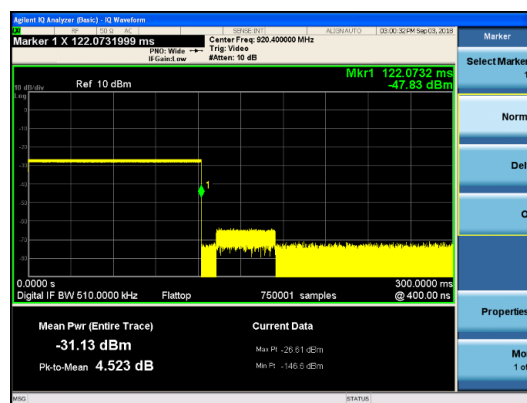 Agilent IQ Analyzer (Basic) - IQ Waveform
RF 50 Ω AC SENSE:INT ALIGNAUTO 03:00:32 PM Sep 03, 2018
Marker 1 X 122.0731999 ms
Center Freq: 920.400000 MHz
PNO: Wide
Trig: Video
IFGain:Low
#Atten: 10 dB
Marker
Select Marker
1
Mkr1 122.0732 ms
-47.83 dBm
10 dB/div
Log
Ref 10 dBm
Norm
Del
1
0.0000 s
300.0000 ms
Digital IF BW 510.0000 kHz Flattop 750001 samples @ 400.00 ns
Mean Pwr (Entire Trace)
-31.13 dBm
Pk-to-Mean 4.523 dB
Current Data
Max Pt -26.61 dBm
Min Pt -146.6 dBm
Properties
Mo
1 of
MSG
STATUS